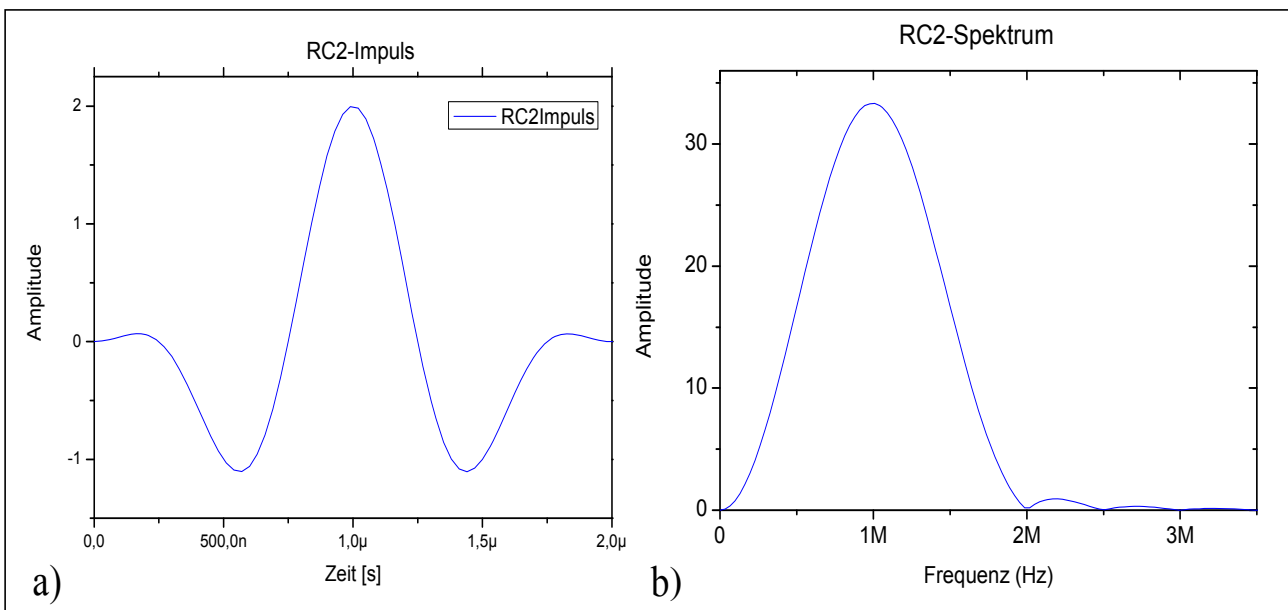 RC2-Impuls
RC2Impuls
Amplitude
2
1
0
-1
0,0
500,0n
1,0µ
1,5µ
2,0µ
Zeit [s]
a)
RC2-Spektrum
Amplitude
30
20
10
0
0
1M
2M
3M
Frequenz (Hz)
b)